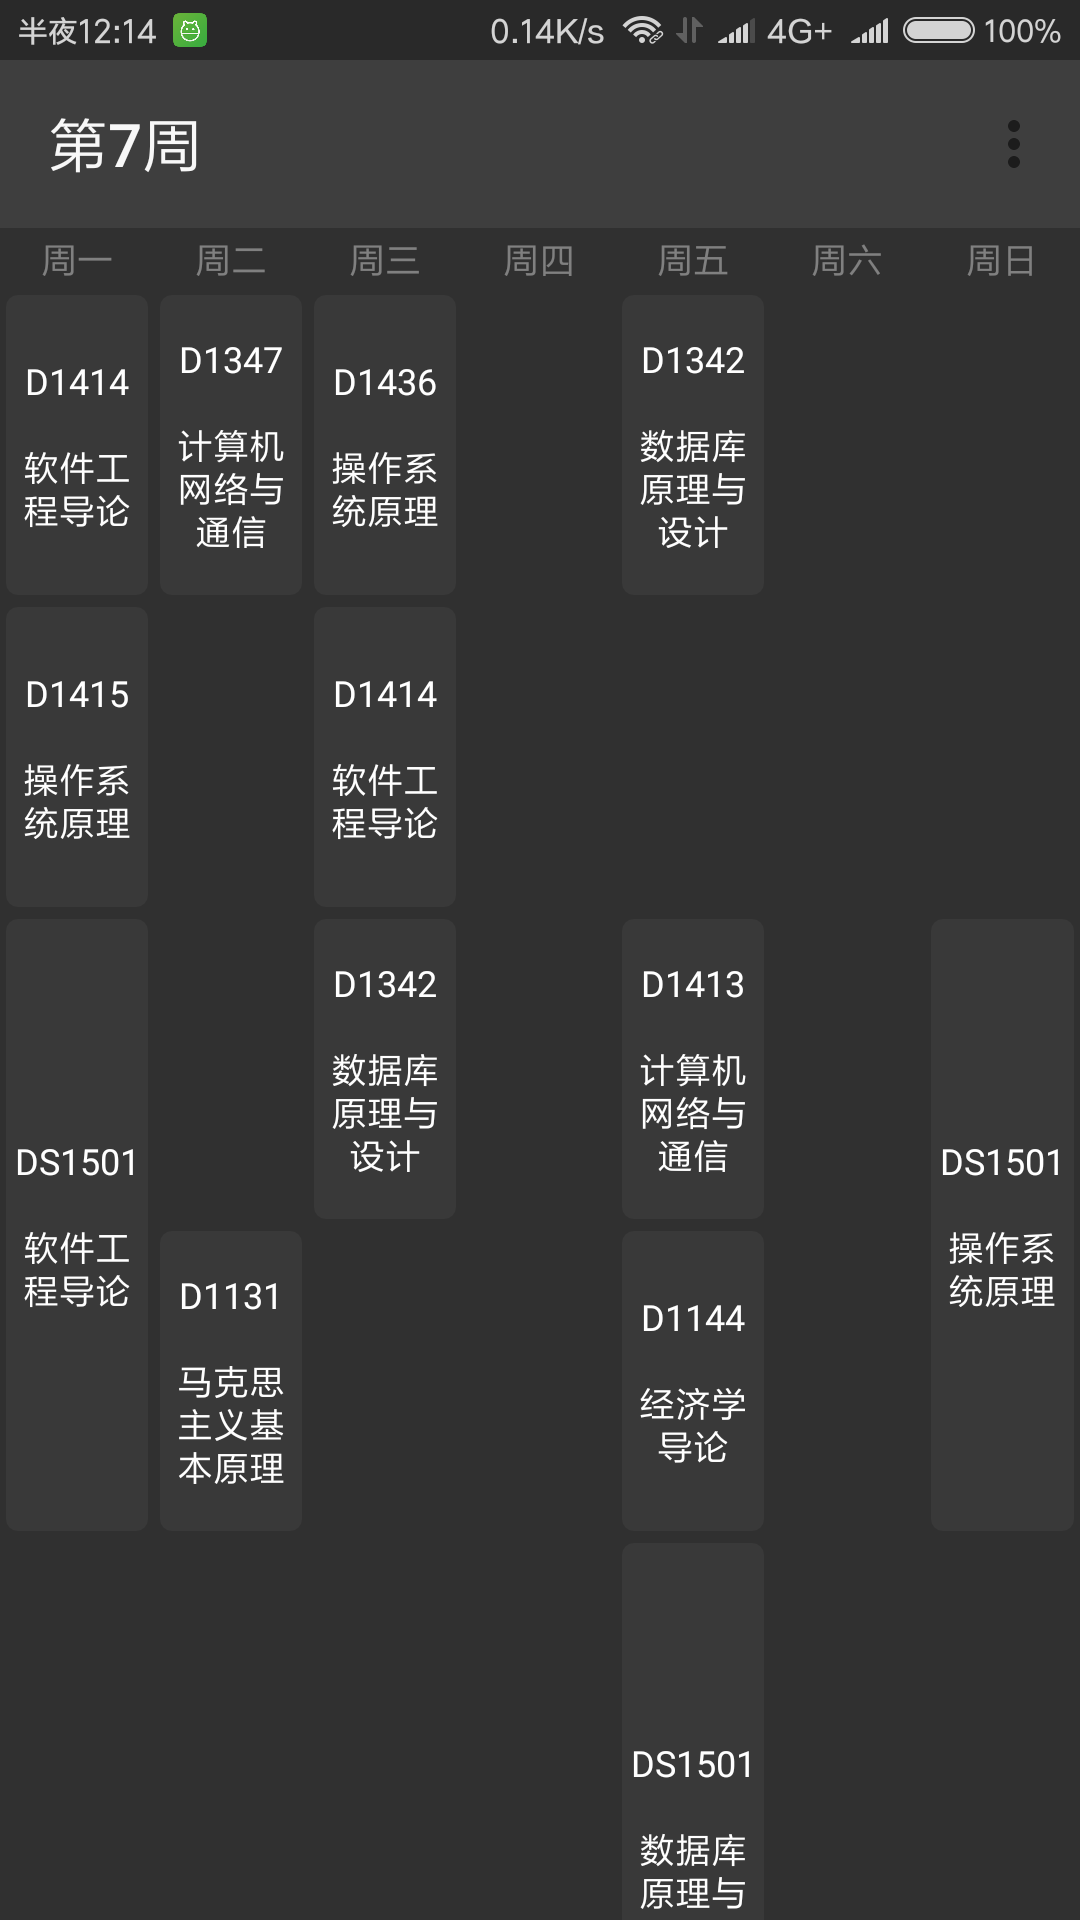 半夜12:14 0.14K/s 4G+ 100%
第7周
周一 周二 周三 周四 周五 周六 周日
D1414
软件工
程导论
D1347
计算机
网络与
通信
D1436
操作系
统原理
D1342
数据库
原理与
设计
D1415
操作系
统原理
D1414
软件工
程导论
DS1501
软件工
程导论
D1342
数据库
原理与
设计
D1413
计算机
网络与
通信
DS1501
操作系
统原理
D1131
马克思
主义基
本原理
D1144
经济学
导论
DS1501
数据库
原理与